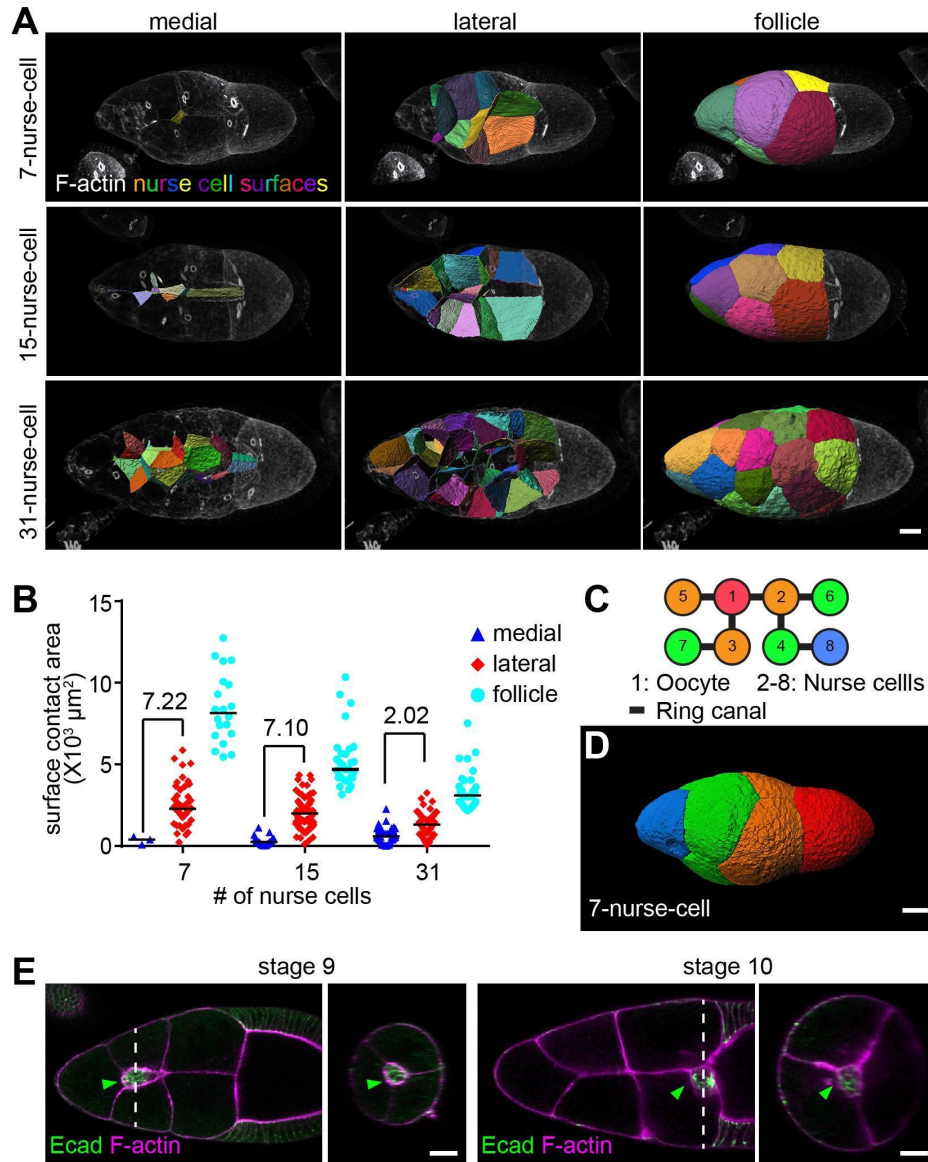 A
medial lateral follicle
7-nurse-cell
F-actin nurse cell surfaces
15-nurse-cell
31-nurse-cell
B
surface contact area
(X10³ µm²)
15
10
5
0
7.22
7.10
2.02
medial
lateral
follicle
7 15 31
# of nurse cells
C
5 1 2 6
7 3 4 8
1: Oocyte 2-8: Nurse cellls
Ring canal
D
7-nurse-cell
E
stage 9 stage 10
Ecad F-actin
Ecad F-actin